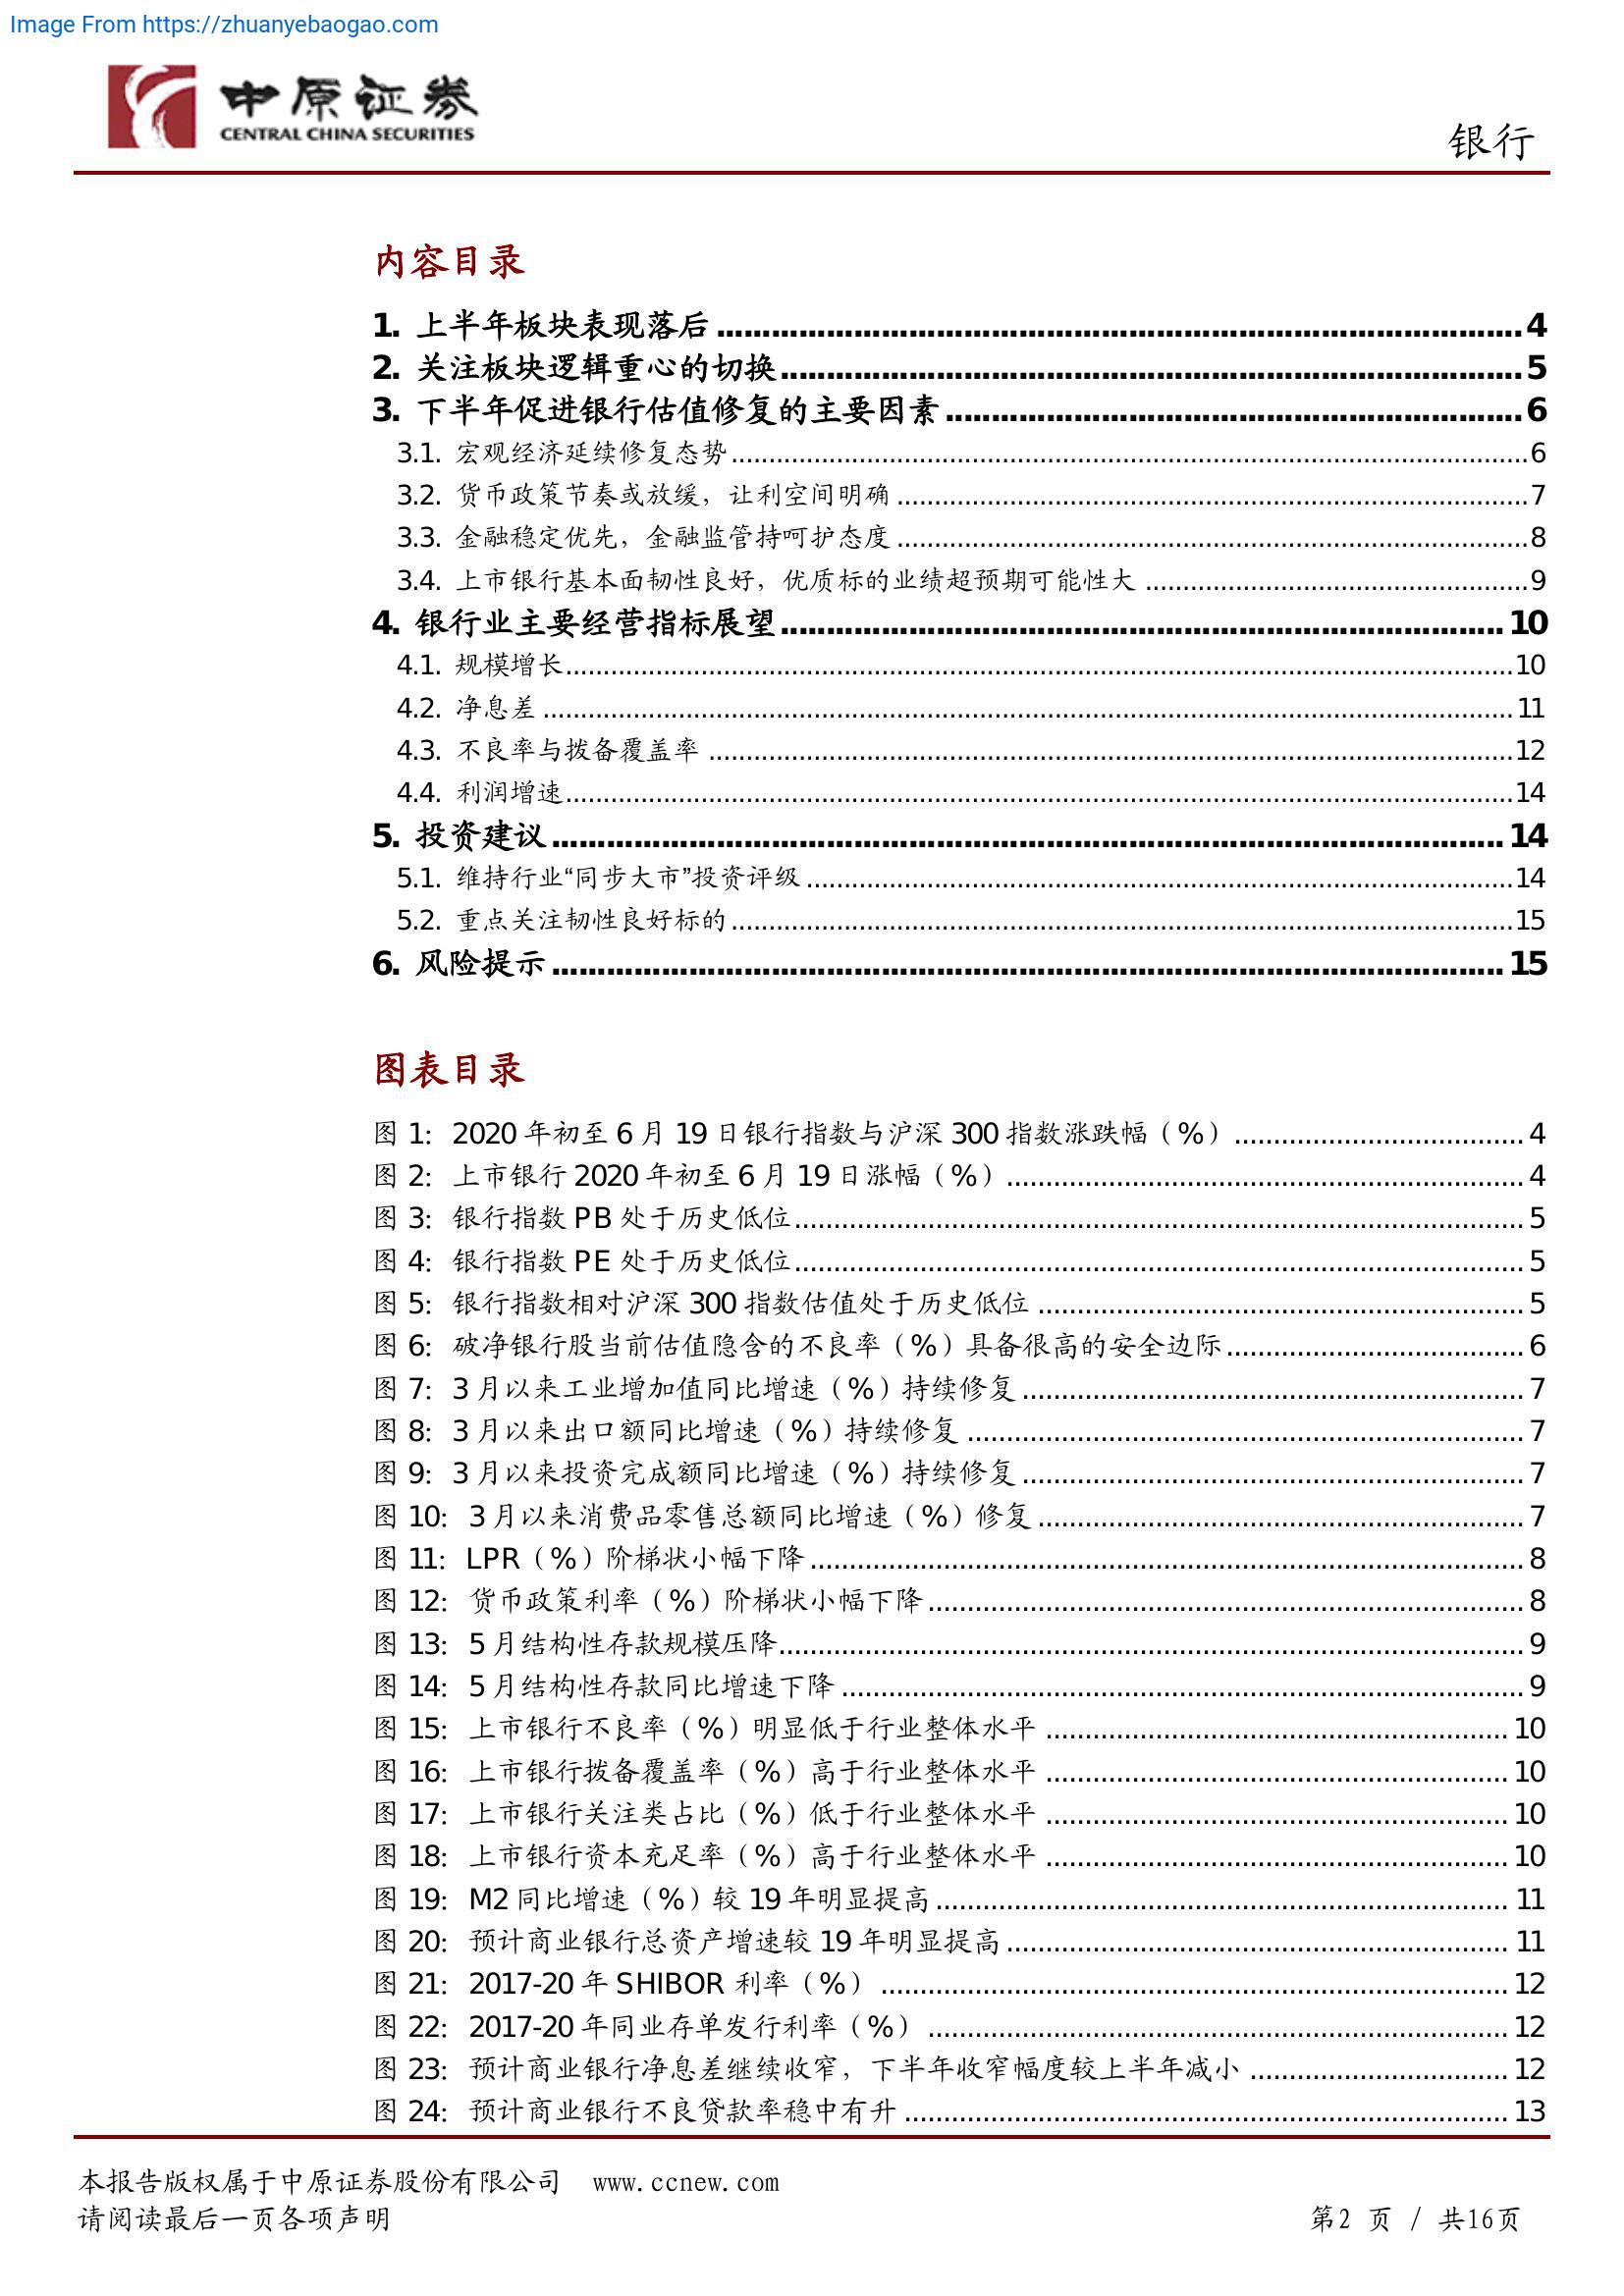 Image From https://zhuanyebaogao.com
中原证券
CENTRAL CHINA SECURITIES
银行
内容目录
1. 上半年板块表现落后 ........ 4
2. 关注板块逻辑重心的切换 ........ 5
3. 下半年促进银行估值修复的主要因素 ........ 6
3.1. 宏观经济延续修复态势 ........ 6
3.2. 货币政策节奏或放缓，让利空间明确 ........ 7
3.3. 金融稳定优先，金融监管持呵护态度 ........ 8
3.4. 上市银行基本面韧性良好，优质标的业绩超预期可能性大 ........ 9
4. 银行业主要经营指标展望 ........ 10
4.1. 规模增长 ........ 10
4.2. 净息差 ........ 11
4.3. 不良率与拨备覆盖率 ........ 12
4.4. 利润增速 ........ 14
5. 投资建议 ........ 14
5.1. 维持行业“同步大市”投资评级 ........ 14
5.2. 重点关注韧性良好标的 ........ 15
6. 风险提示 ........ 15
图表目录
图 1: 2020 年初至 6 月 19 日银行指数与沪深 300 指数涨跌幅（%） ........ 4
图 2: 上市银行 2020 年初至 6 月 19 日涨幅（%） ........ 4
图 3: 银行指数 PB 处于历史低位 ........ 5
图 4: 银行指数 PE 处于历史低位 ........ 5
图 5: 银行指数相对沪深 300 指数估值处于历史低位 ........ 5
图 6: 破净银行股当前估值隐含的不良率（%）具备很高的安全边际 ........ 6
图 7: 3 月以来工业增加值同比增速（%）持续修复 ........ 7
图 8: 3 月以来出口额同比增速（%）持续修复 ........ 7
图 9: 3 月以来投资完成额同比增速（%）持续修复 ........ 7
图 10: 3 月以来消费品零售总额同比增速（%）修复 ........ 7
图 11: LPR（%）阶梯状小幅下降 ........ 8
图 12: 货币政策利率（%）阶梯状小幅下降 ........ 8
图 13: 5 月结构性存款规模压降 ........ 9
图 14: 5 月结构性存款同比增速下降 ........ 9
图 15: 上市银行不良率（%）明显低于行业整体水平 ........ 10
图 16: 上市银行拨备覆盖率（%）高于行业整体水平 ........ 10
图 17: 上市银行关注类占比（%）低于行业整体水平 ........ 10
图 18: 上市银行资本充足率（%）高于行业整体水平 ........ 10
图 19: M2 同比增速（%）较 19 年明显提高 ........ 11
图 20: 预计商业银行总资产增速较 19 年明显提高 ........ 11
图 21: 2017-20 年 SHIBOR 利率（%） ........ 12
图 22: 2017-20 年同业存单发行利率（%） ........ 12
图 23: 预计商业银行净息差继续收窄，下半年收窄幅度较上半年减小 ........ 12
图 24: 预计商业银行不良贷款率稳中有升 ........ 13
本报告版权属于中原证券股份有限公司 www.ccnew.com
请阅读最后一页各项声明
第2 页 / 共16页